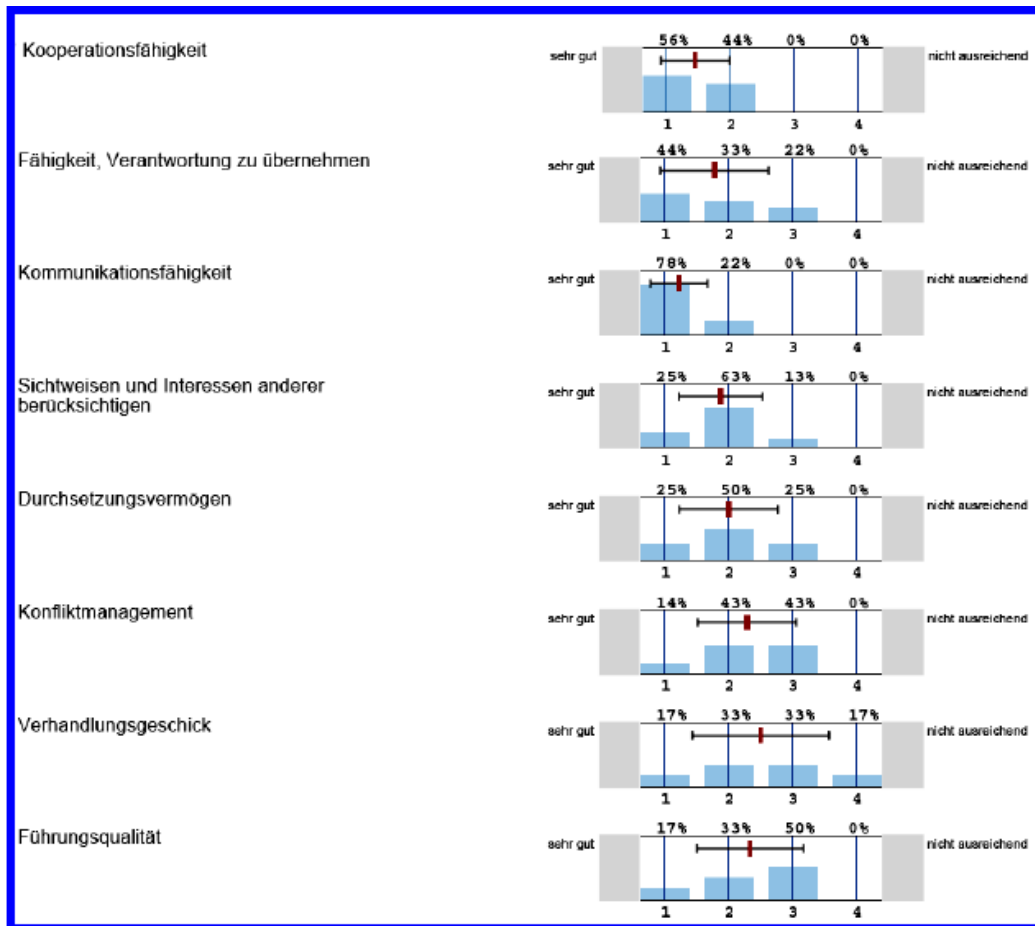 Kooperationsfähigkeit
56% 44% 0% 0%
sehr gut nicht ausreichend
1 2 3 4
Fähigkeit, Verantwortung zu übernehmen
44% 33% 22% 0%
sehr gut nicht ausreichend
1 2 3 4
Kommunikationsfähigkeit
78% 22% 0% 0%
sehr gut nicht ausreichend
1 2 3 4
Sichtweisen und Interessen anderer
berücksichtigen
25% 63% 13% 0%
sehr gut nicht ausreichend
1 2 3 4
Durchsetzungsvermögen
25% 50% 25% 0%
sehr gut nicht ausreichend
1 2 3 4
Konfliktmanagement
14% 43% 43% 0%
sehr gut nicht ausreichend
1 2 3 4
Verhandlungsgeschick
17% 33% 33% 17%
sehr gut nicht ausreichend
1 2 3 4
Führungsqualität
17% 33% 50% 0%
sehr gut nicht ausreichend
1 2 3 4